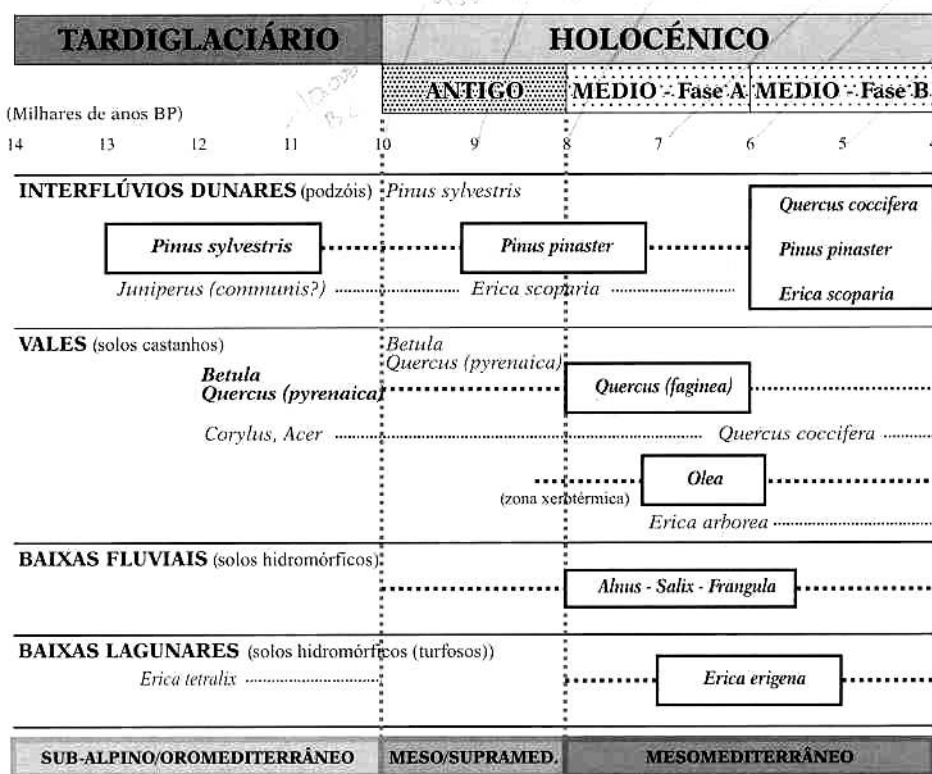 TARDIGLACIÁRIO HOLOCÉNICO
ANTIGO MÉDIO - Fase A MÉDIO - Fase B
(Milhares de anos BP)
14 13 12 11 10 9 8 7 6 5 4
INTERFLÚVIOS DUNARES (podzóis) Pinus sylvestris
Quercus coccifera
Pinus sylvestris Pinus pinaster Pinus pinaster
Juniperus (communis?) Erica scoparia Erica scoparia
VALES (solos castanhos) Betula
Quercus (pyrenaica)
Betula
Quercus (pyrenaica) Quercus (faginea)
Corylus, Acer Quercus coccifera
Olea
(zona xerotérmica)
Erica arborea
BAIXAS FLUVIAIS (solos hidromórficos)
Alnus - Salix - Frangula
BAIXAS LAGUNARES (solos hidromórficos (turfosos))
Erica tetralix Erica erigena
SUB-ALPINO/OROMEDITERRÂNEO MESO/SUPRAMED. MESOMEDITERRÂNEO